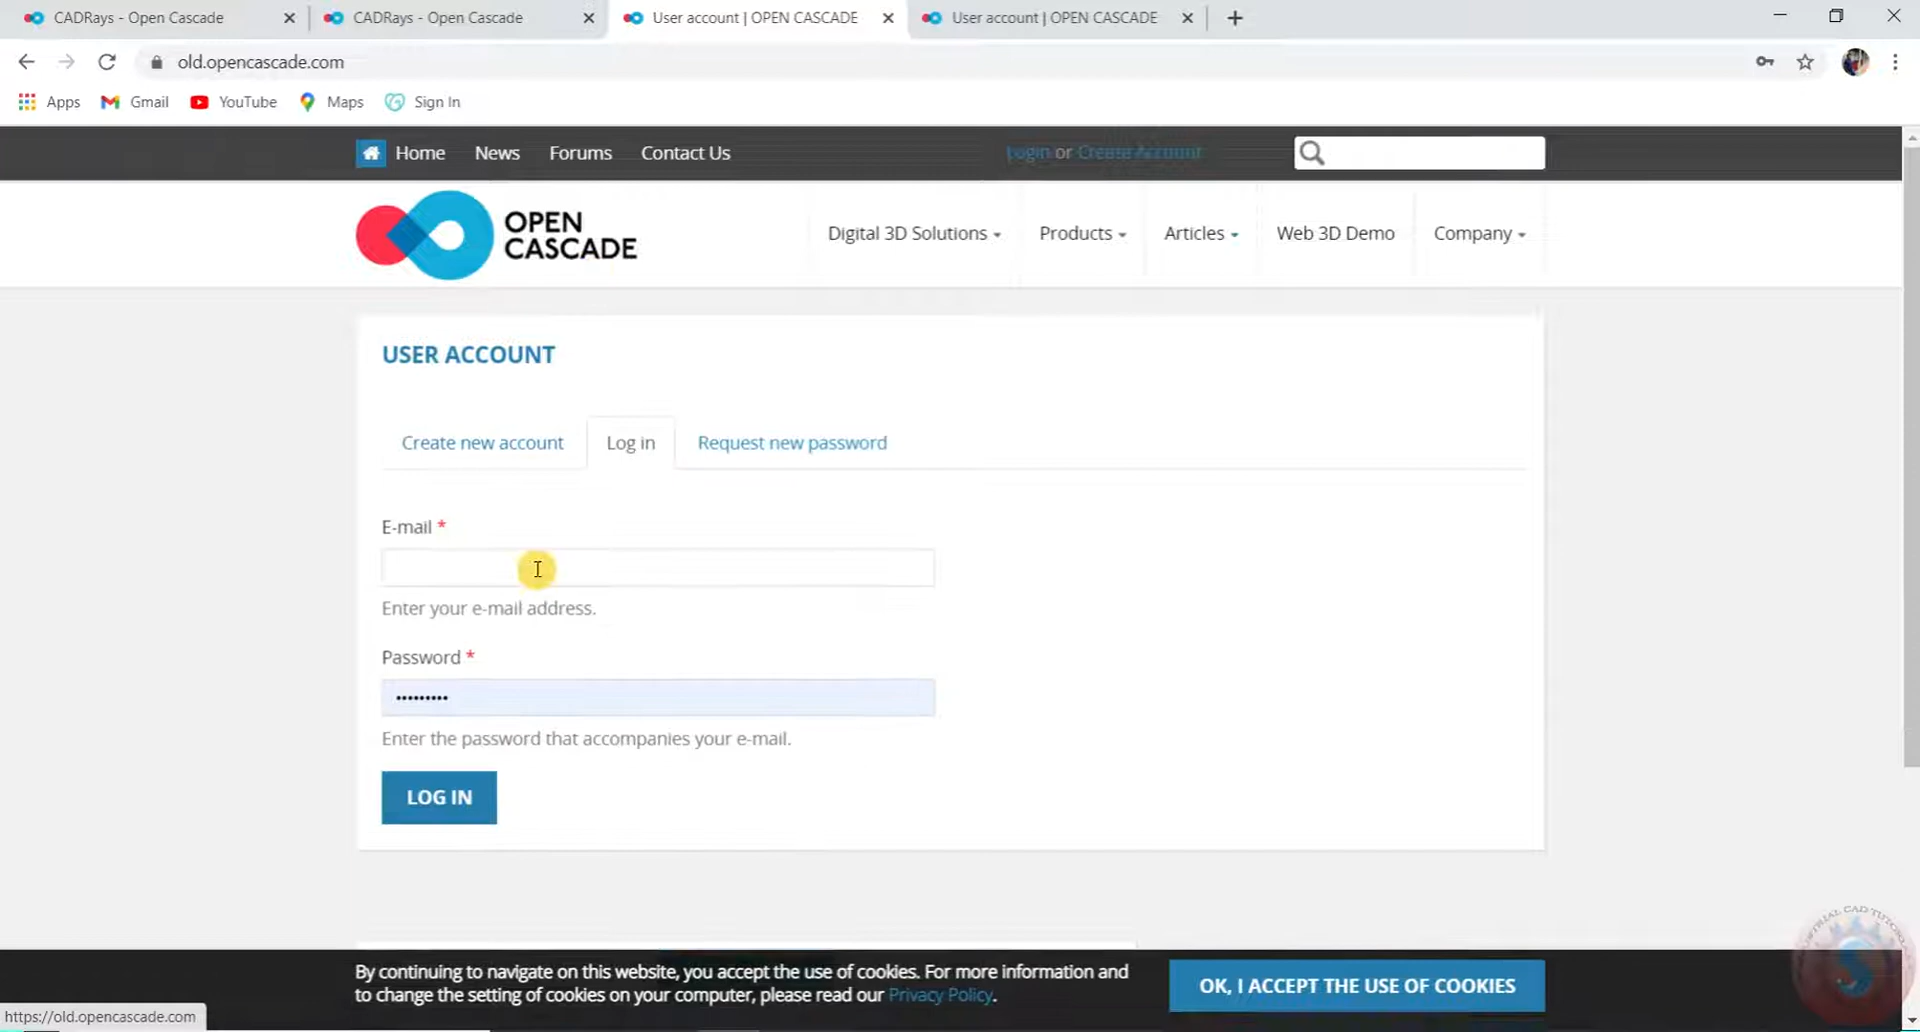 CADRays - Open Cascade
CADRays - Open Cascade
User account | OPEN CASCADE
User account | OPEN CASCADE
old.opencascade.com
Apps Gmail YouTube Maps Sign In
Home News Forums Contact Us Login or Create Account
OPEN
CASCADE
Digital 3D Solutions Products Articles Web 3D Demo Company
USER ACCOUNT
Create new account Log in Request new password
E-mail *
Enter your e-mail address.
Password *
•••••••••
Enter the password that accompanies your e-mail.
LOG IN
By continuing to navigate on this website, you accept the use of cookies. For more information and
to change the setting of cookies on your computer, please read our Privacy Policy.
OK, I ACCEPT THE USE OF COOKIES
https://old.opencascade.com